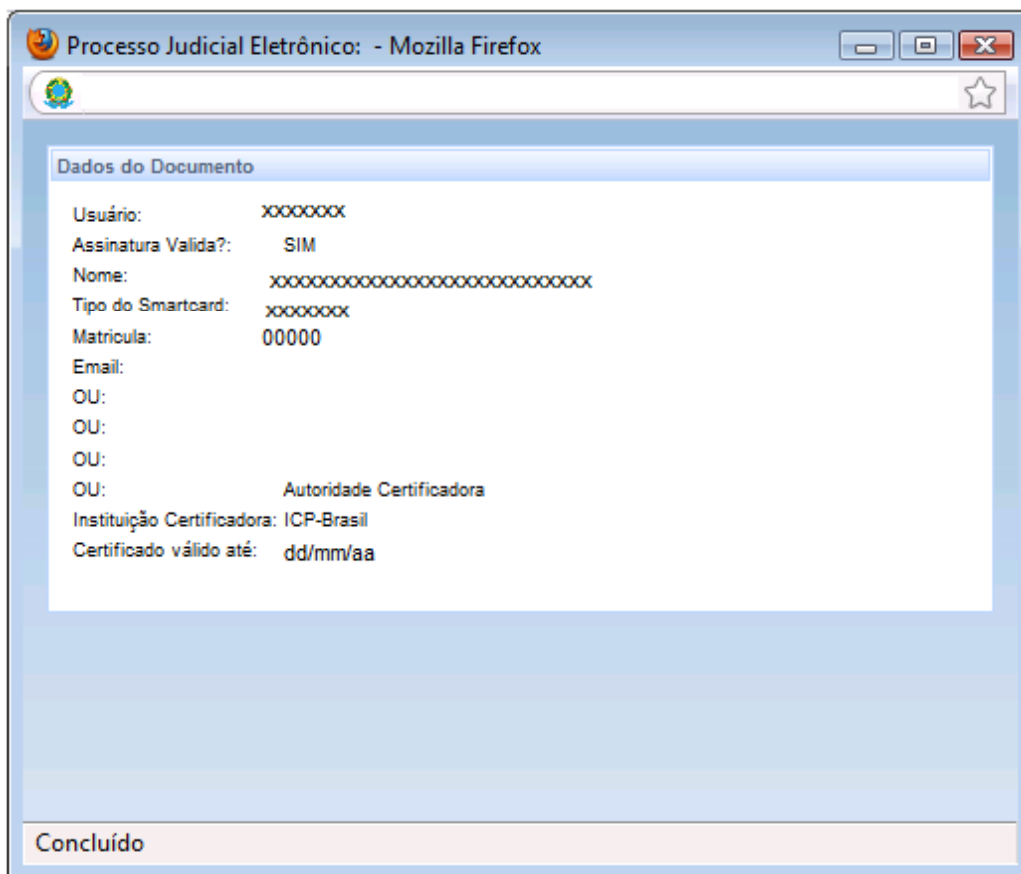 Processo Judicial Eletrônico: - Mozilla Firefox
Dados do Documento
Usuário: xxxxxxx
Assinatura Valida?: SIM
Nome: xxxxxxxxxxxxxxxxxxxxxxxxxxx
Tipo do Smartcard: xxxxxxx
Matricula: 00000
Email:
OU:
OU:
OU:
OU: Autoridade Certificadora
Instituição Certificadora: ICP-Brasil
Certificado válido até: dd/mm/aa
Concluído